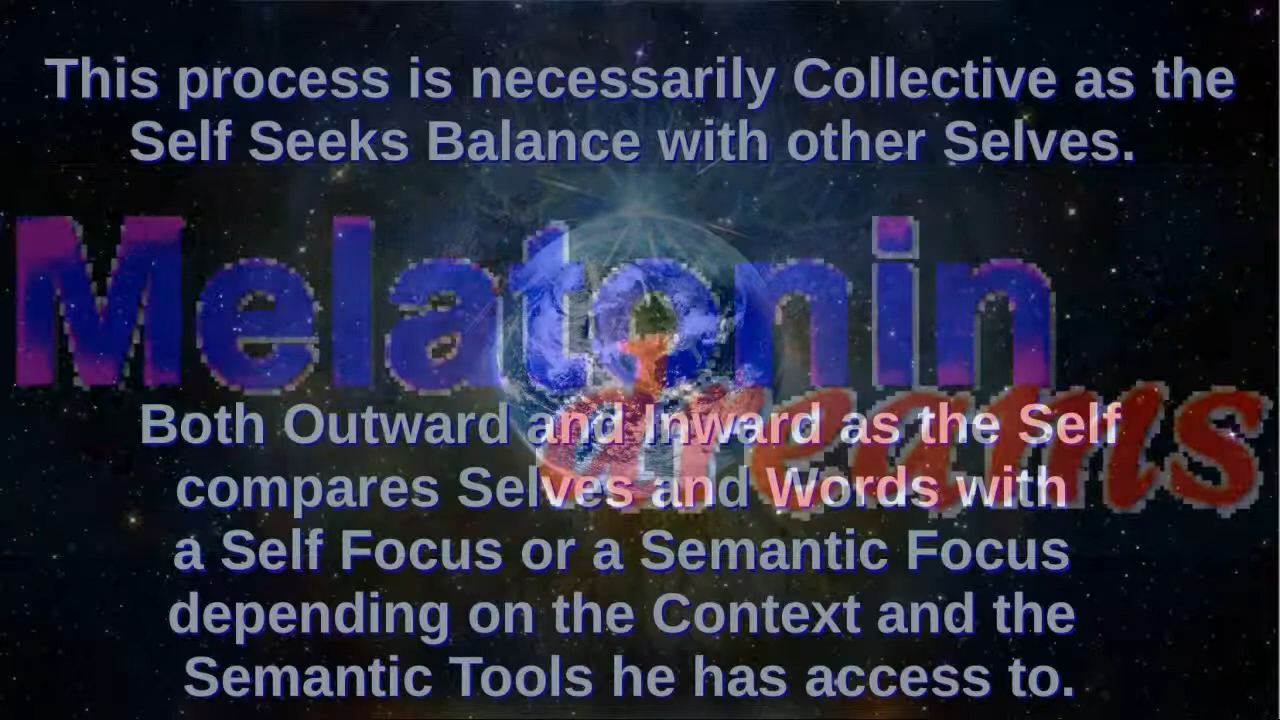 This process is necessarily Collective as the
Self Seeks Balance with other Selves.
Melatonin
dreams
Both Outward and Inward as the Self
compares Selves and Words with
a Self Focus or a Semantic Focus
depending on the Context and the
Semantic Tools he has access to.